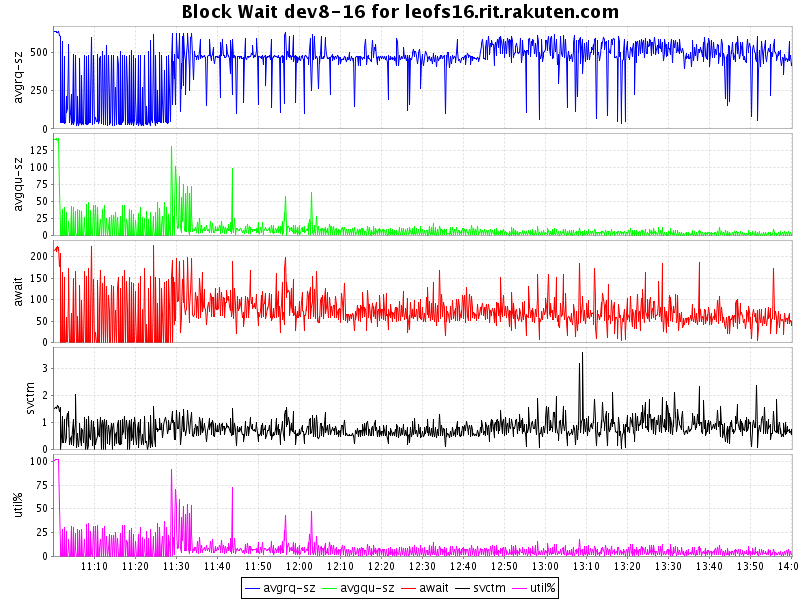 Block Wait dev8-16 for leofs16.rit.rakuten.com
avgrq-sz
500
250
0
avgqu-sz
125
100
75
50
25
0
await
200
150
100
50
0
svctm
3
2
1
0
util%
100
75
50
25
0
11:10 11:20 11:30 11:40 11:50 12:00 12:10 12:20 12:30 12:40 12:50 13:00 13:10 13:20 13:30 13:40 13:50 14:0
avgrq-sz avgqu-sz await svctm util%